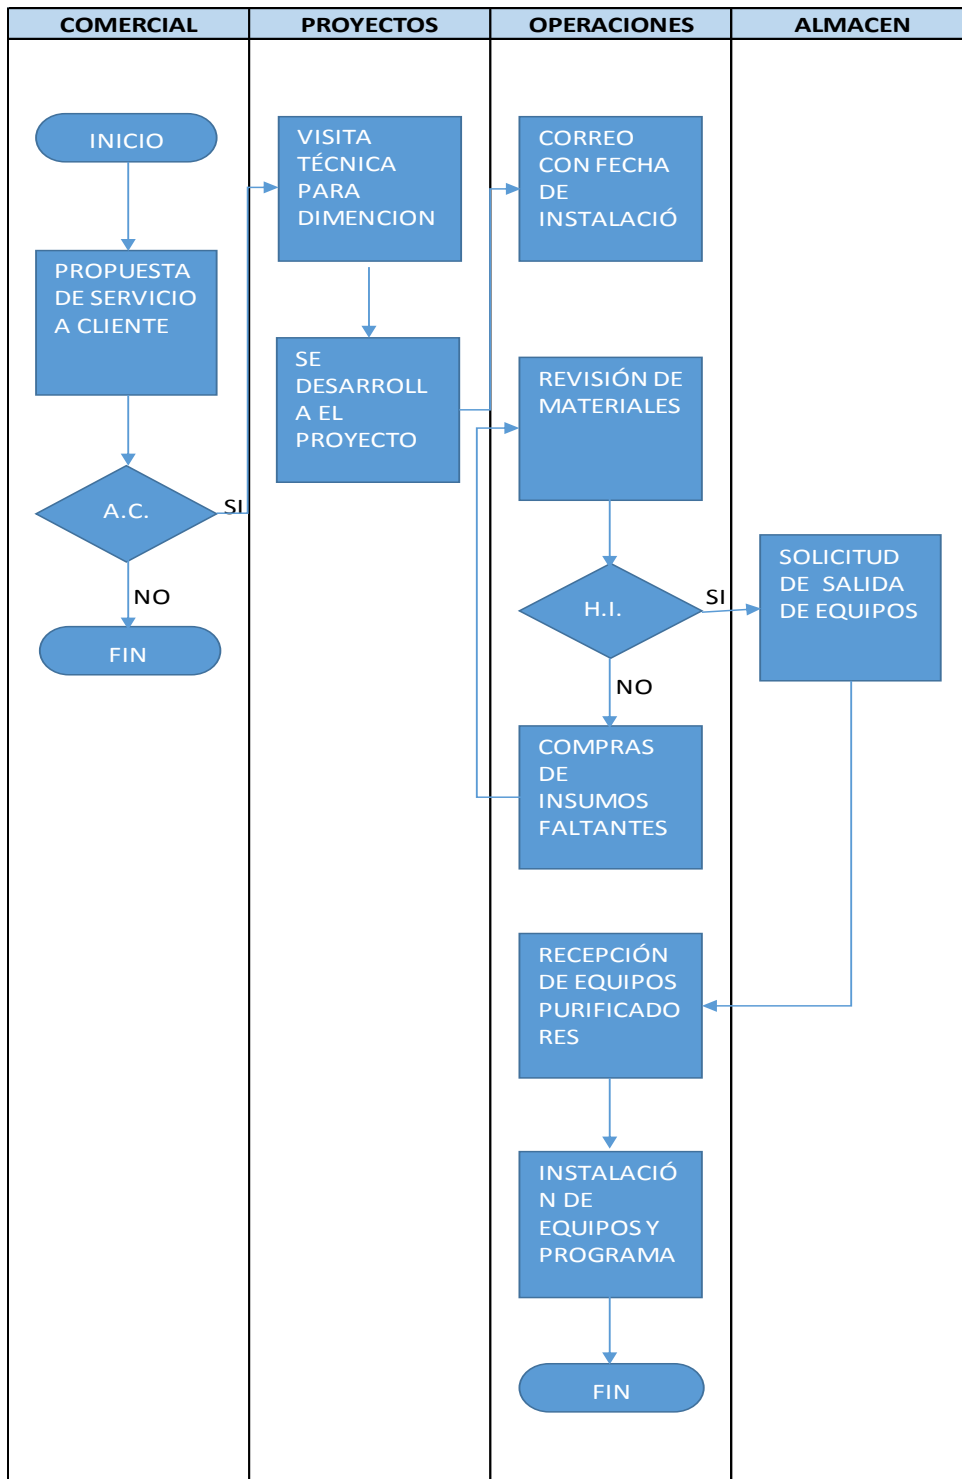 COMERCIAL
PROYECTOS
OPERACIONES
ALMACEN
INICIO
PROPUESTA
DE SERVICIO
A CLIENTE
A.C.
SI
NO
FIN
VISITA
TÉCNICA
PARA
DIMENCION
SE
DESARROLL
A EL
PROYECTO
CORREO
CON FECHA
DE
INSTALACIÓ
REVISIÓN DE
MATERIALES
H.I.
SI
NO
COMPRAS
DE
INSUMOS
FALTANTES
SOLICITUD
DE SALIDA
DE EQUIPOS
RECEPCIÓN
DE EQUIPOS
PURIFICADO
RES
INSTALACIÓ
N DE
EQUIPOS Y
PROGRAMA
FIN